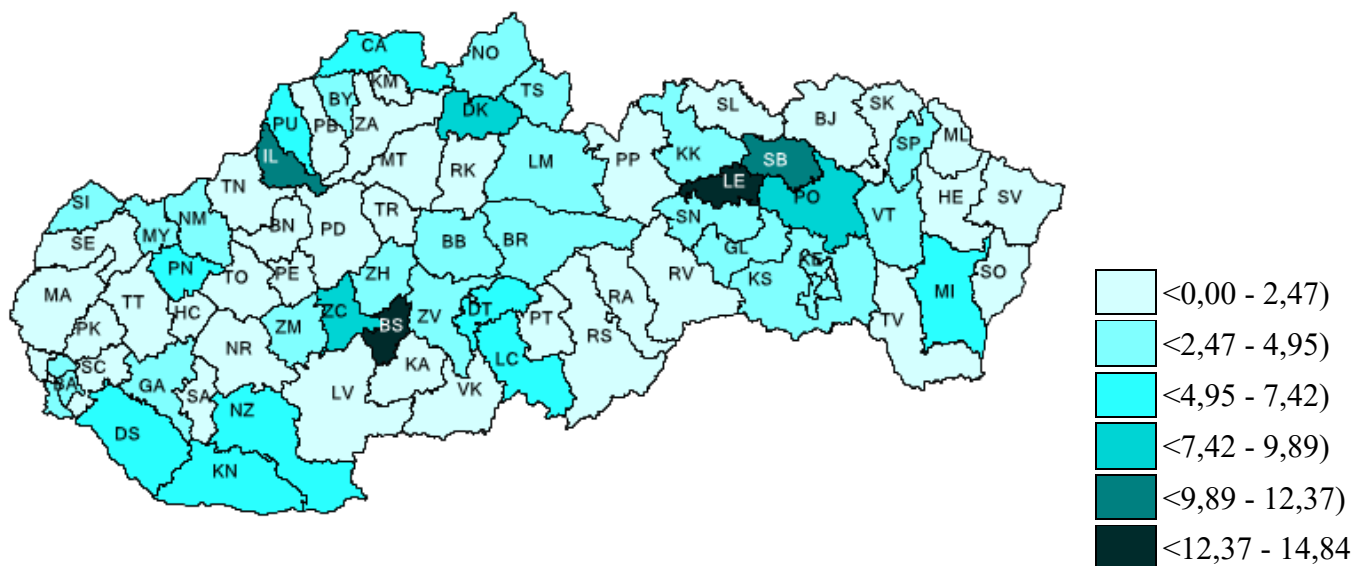 CA
NO
KM
BY
TS
DK
PU
PB
ZA
SL
SK
BJ
ML
SP
IL
MT
RK
LM
PP
KK
SB
LE
PO
HE
SV
TN
SI
NM
MY
SE
BN
PD
TR
BB
BR
SN
GL
VT
PN
TO
PE
ZH
KS
KE
RV
SO
MA
TT
HC
ZC
BS
ZV
DT
PT
RA
RS
MI
TV
PK
SC
NR
ZM
KA
LC
BA
GA
SA
NZ
LV
VK
DS
KN
<0,00 - 2,47)
<2,47 - 4,95)
<4,95 - 7,42)
<7,42 - 9,89)
<9,89 - 12,37)
<12,37 - 14,84